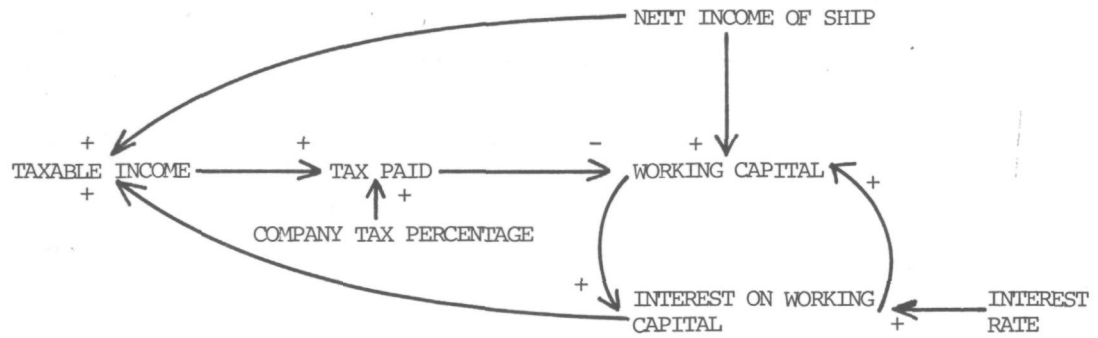 NETT INCOME OF SHIP
+ + - +
TAXABLE INCOME TAX PAID WORKING CAPITAL
+ + +
COMPANY TAX PERCENTAGE
+ INTEREST ON WORKING INTEREST
CAPITAL + RATE